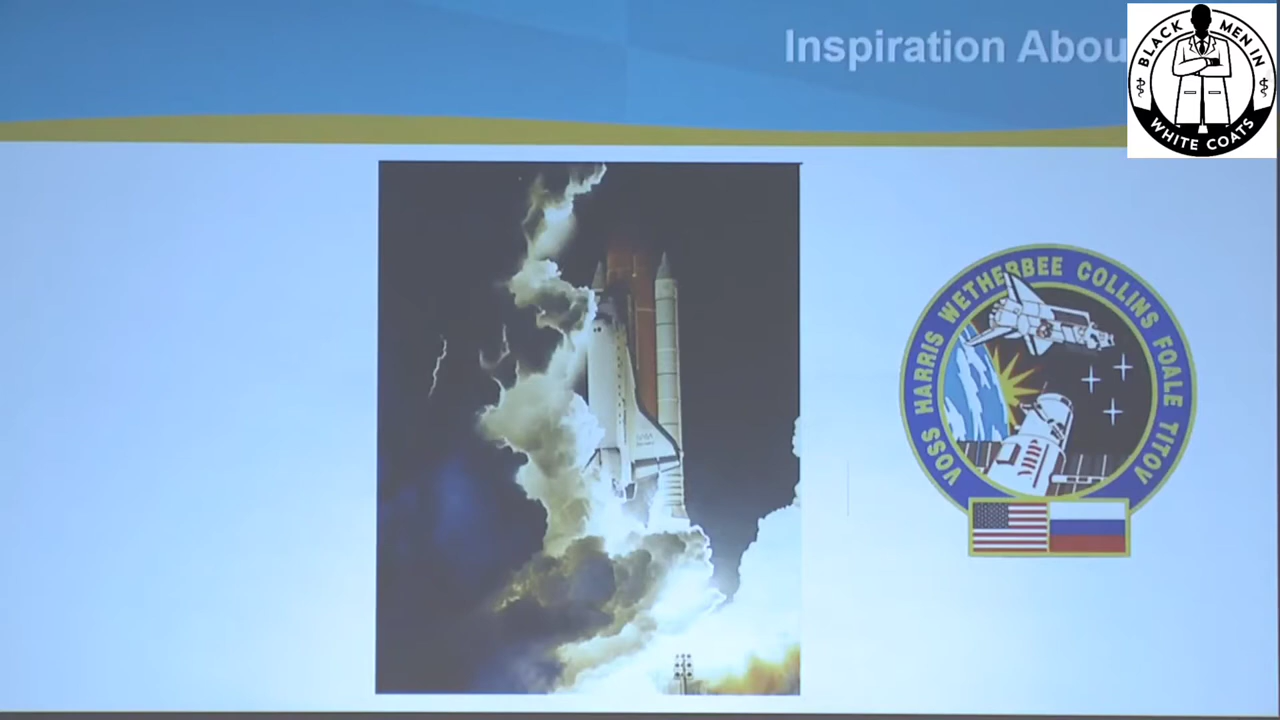 Inspiration Abou
BLACK MEN IN
WHITE COATS
VOSS HARRIS WETHERBEE COLLINS FOALE TITOV